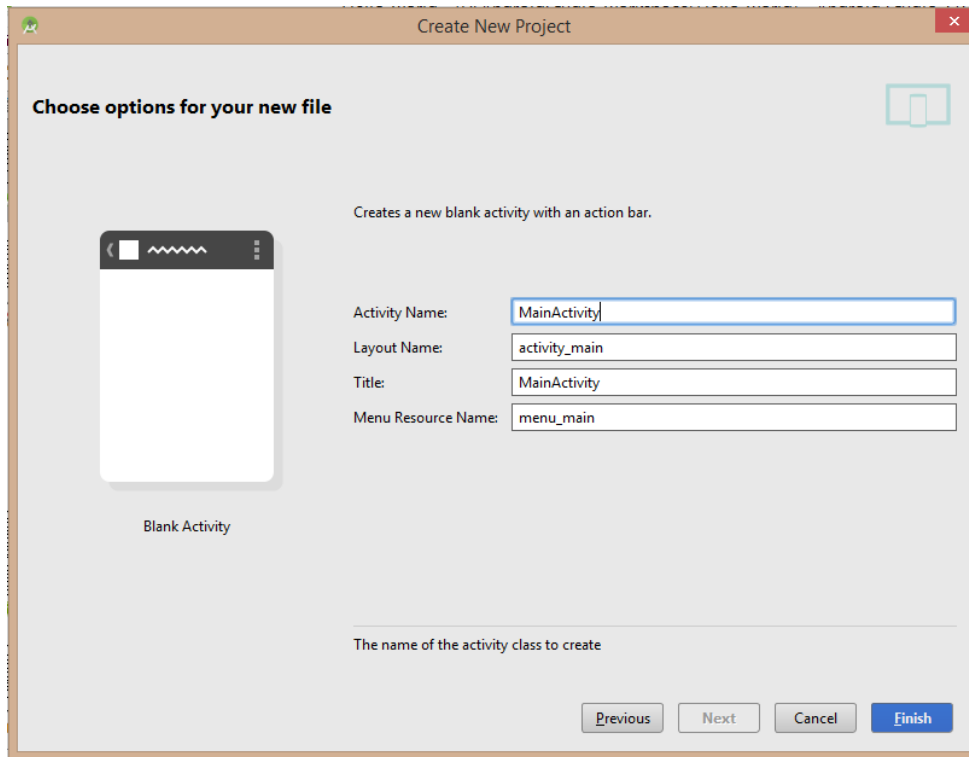 Create New Project
Choose options for your new file
Creates a new blank activity with an action bar.
Activity Name: MainActivity
Layout Name: activity_main
Title: MainActivity
Menu Resource Name: menu_main
Blank Activity
The name of the activity class to create
Previous Next Cancel Finish